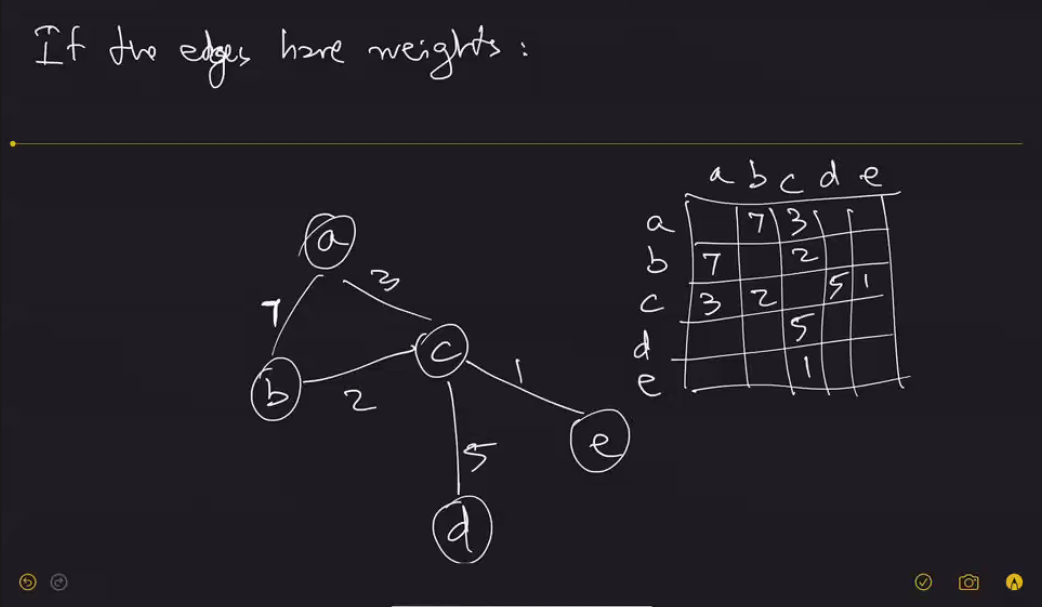 If the edges have weights :
a b c d e
a 7 3
b 7 2
c 3 2 5 1
d 5
e 1
a
7 3
b 2 c 1
e
5
d